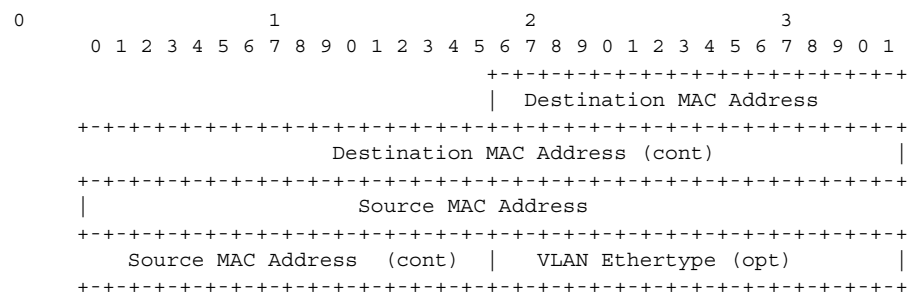 0                   1                   2                   3
      0 1 2 3 4 5 6 7 8 9 0 1 2 3 4 5 6 7 8 9 0 1 2 3 4 5 6 7 8 9 0 1
                                     +-+-+-+-+-+-+-+-+-+-+-+-+-+-+-+-+
                                     |  Destination MAC Address
     +-+-+-+-+-+-+-+-+-+-+-+-+-+-+-+-+-+-+-+-+-+-+-+-+-+-+-+-+-+-+-+-+
                         Destination MAC Address (cont)              |
     +-+-+-+-+-+-+-+-+-+-+-+-+-+-+-+-+-+-+-+-+-+-+-+-+-+-+-+-+-+-+-+-+
     |                     Source MAC Address
     +-+-+-+-+-+-+-+-+-+-+-+-+-+-+-+-+-+-+-+-+-+-+-+-+-+-+-+-+-+-+-+-+
         Source MAC Address  (cont)  |   VLAN Ethertype (opt)        |
     +-+-+-+-+-+-+-+-+-+-+-+-+-+-+-+-+-+-+-+-+-+-+-+-+-+-+-+-+-+-+-+-+